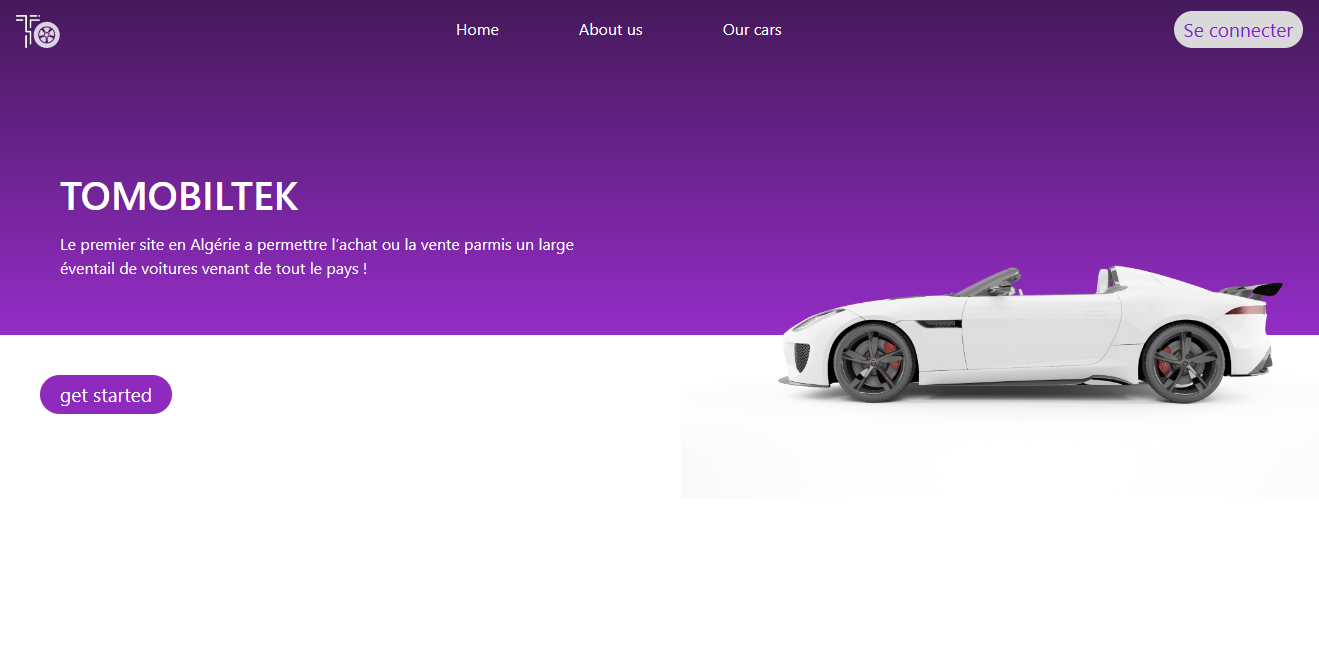 Home
About us
Our cars
Se connecter
TOMOBILTEK
Le premier site en Algérie a permettre l'achat ou la vente parmis un large
éventail de voitures venant de tout le pays !
get started